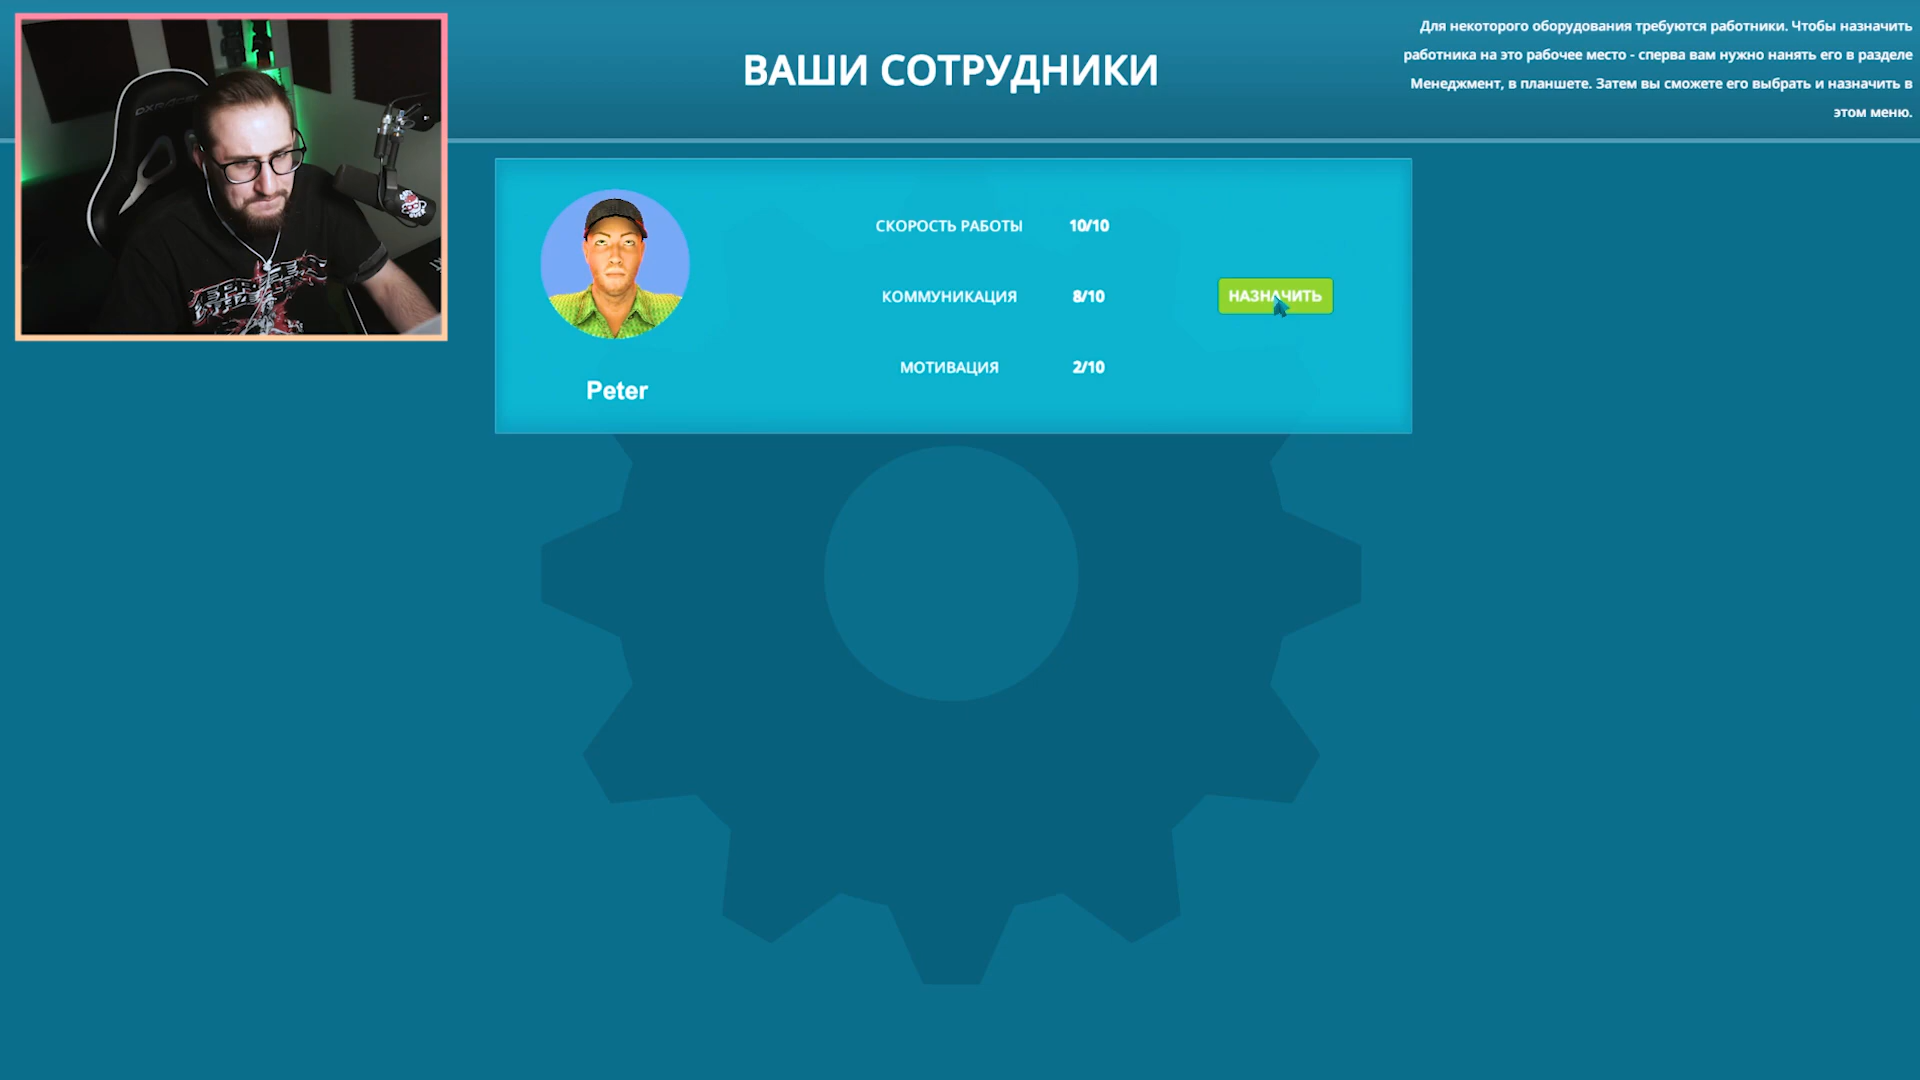 ВАШИ СОТРУДНИКИ
Для некоторого оборудования требуются работники. Чтобы назначить
работника на это рабочее место - сперва вам нужно нанять его в разделе
Менеджмент, в планшете. Затем вы сможете его выбрать и назначить в
этом меню.
СКОРОСТЬ РАБОТЫ 10/10
КОММУНИКАЦИЯ 8/10
НАЗНАЧИТЬ
МОТИВАЦИЯ 2/10
Peter